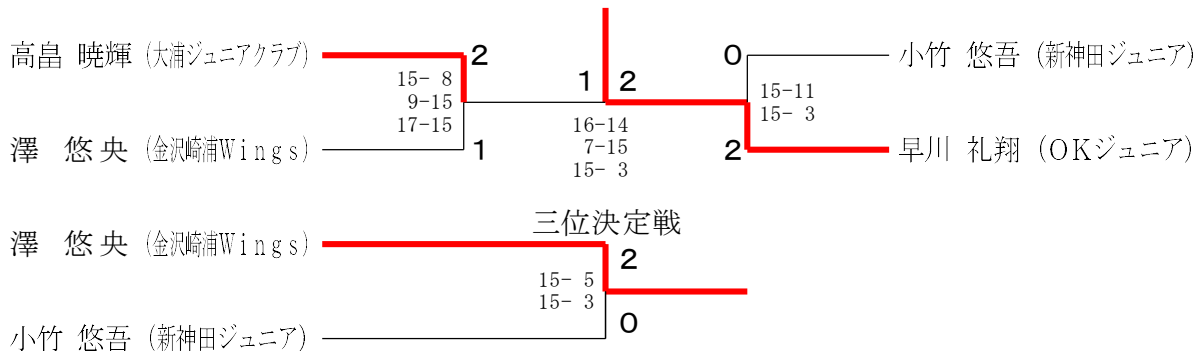 高畠 暁輝 (大浦ジュニアクラブ)
2
15- 8
9-15
17-15
澤 悠央 (金沢崎浦Wings)
1
1 2
16-14
7-15
15- 3
0
小竹 悠吾 (新神田ジュニア)
15-11
15- 3
2
早川 礼翔 (OKジュニア)
三位決定戦
澤 悠央 (金沢崎浦Wings)
2
15- 5
15- 3
小竹 悠吾 (新神田ジュニア)
0